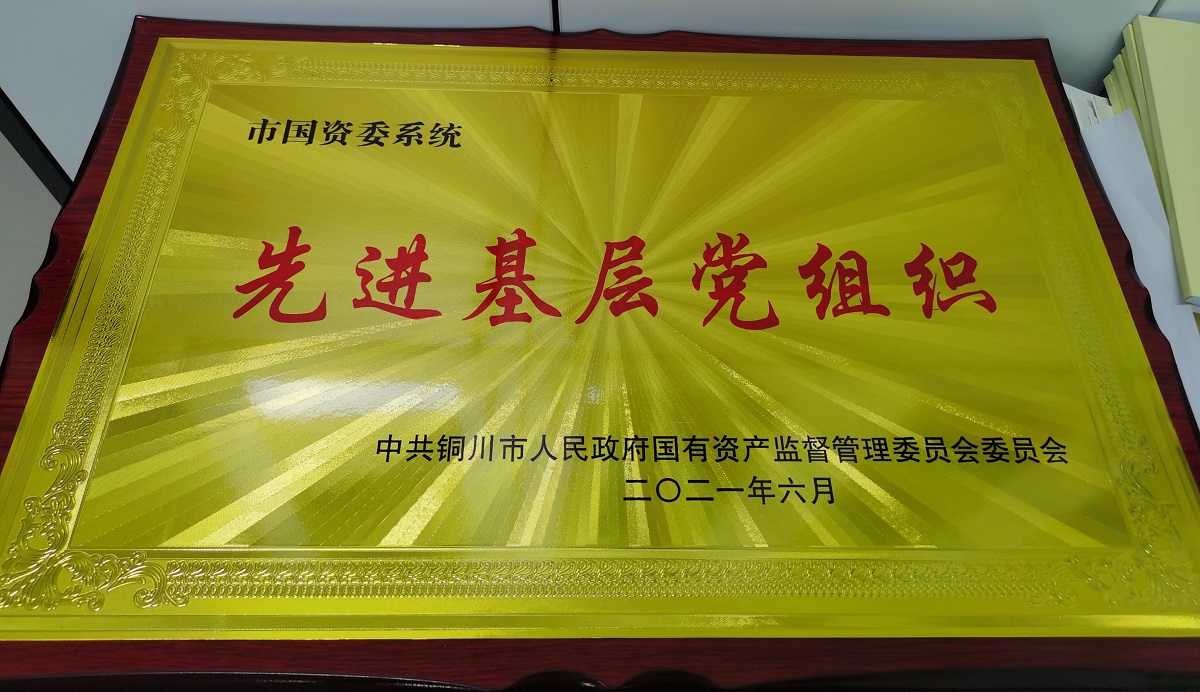 市国资委系统
先进基层党组织
中共铜川市人民政府国有资产监督管理委员会委员会
二〇二一年六月